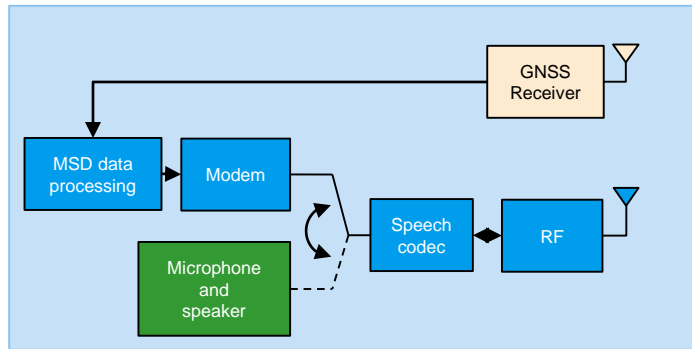 GNSS
Receiver
MSD data
processing
Modem
Speech
codec
RF
Microphone
and
speaker